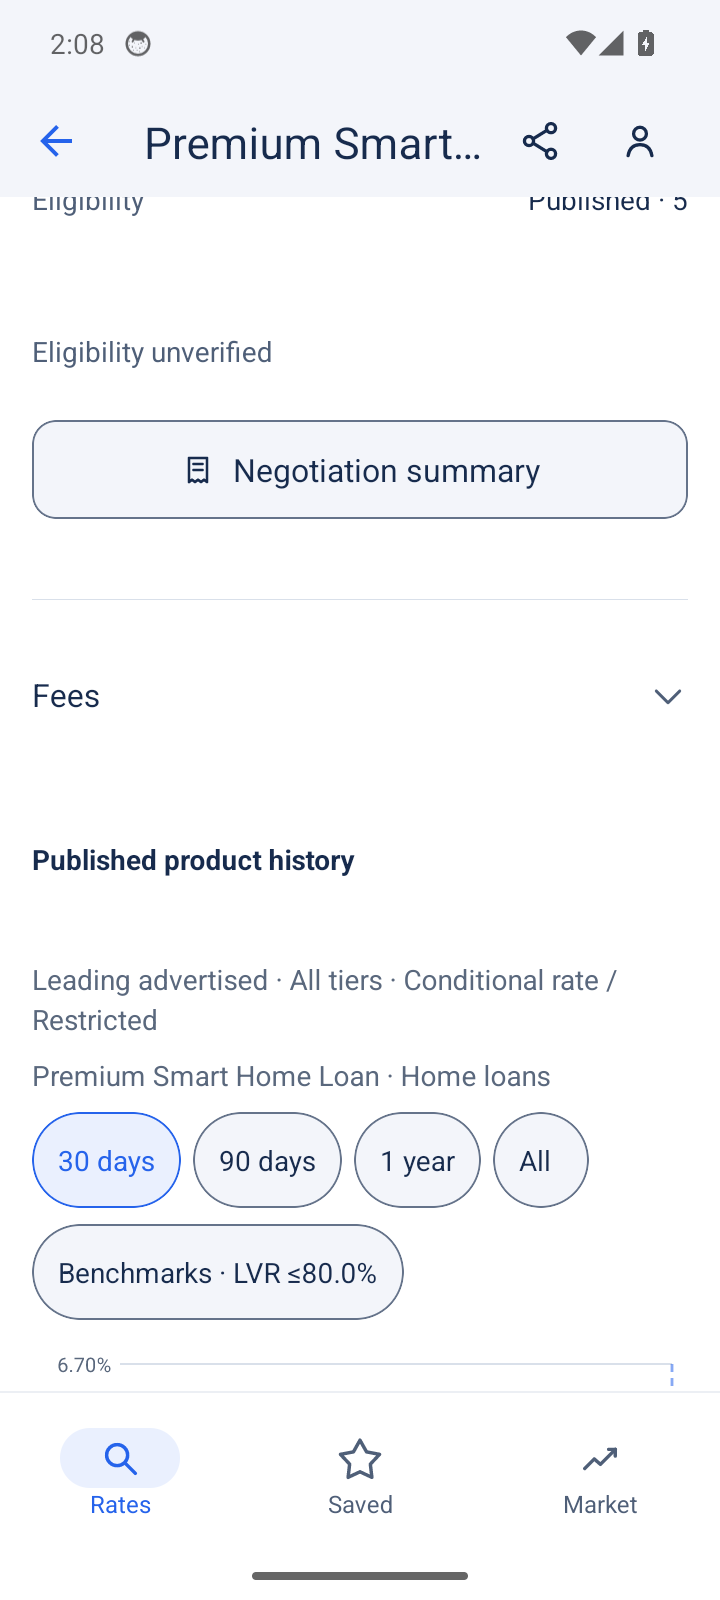 2:08
Premium Smart...
Eligibility
Published · 5
Eligibility unverified
Negotiation summary
Fees
Published product history
Leading advertised · All tiers · Conditional rate /
Restricted
Premium Smart Home Loan · Home loans
30 days
90 days
1 year
All
Benchmarks · LVR ≤80.0%
6.70%
Rates
Saved
Market